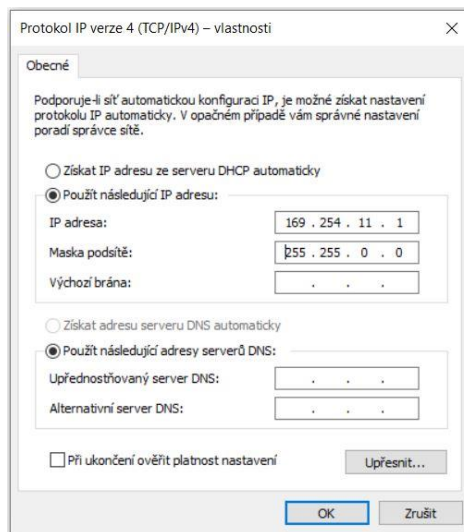 Protokol IP verze 4 (TCP/IPv4) – vlastnosti
Obecné
Podporuje-li síť automatickou konfiguraci IP, je možné získat nastavení
protokolu IP automaticky. V opačném případě vám správné nastavení
poradí správce sítě.
Získat IP adresu ze serveru DHCP automaticky
Použít následující IP adresu:
IP adresa: 169 . 254 . 11 . 1
Maska podsítě: 255 . 255 . 0 . 0
Výchozí brána: . . .
Získat adresu serveru DNS automaticky
Použít následující adresy serverů DNS:
Upřednostňovaný server DNS: . . .
Alternativní server DNS: . . .
Při ukončení ověřit platnost nastavení Upřesnit...
OK Zrušit